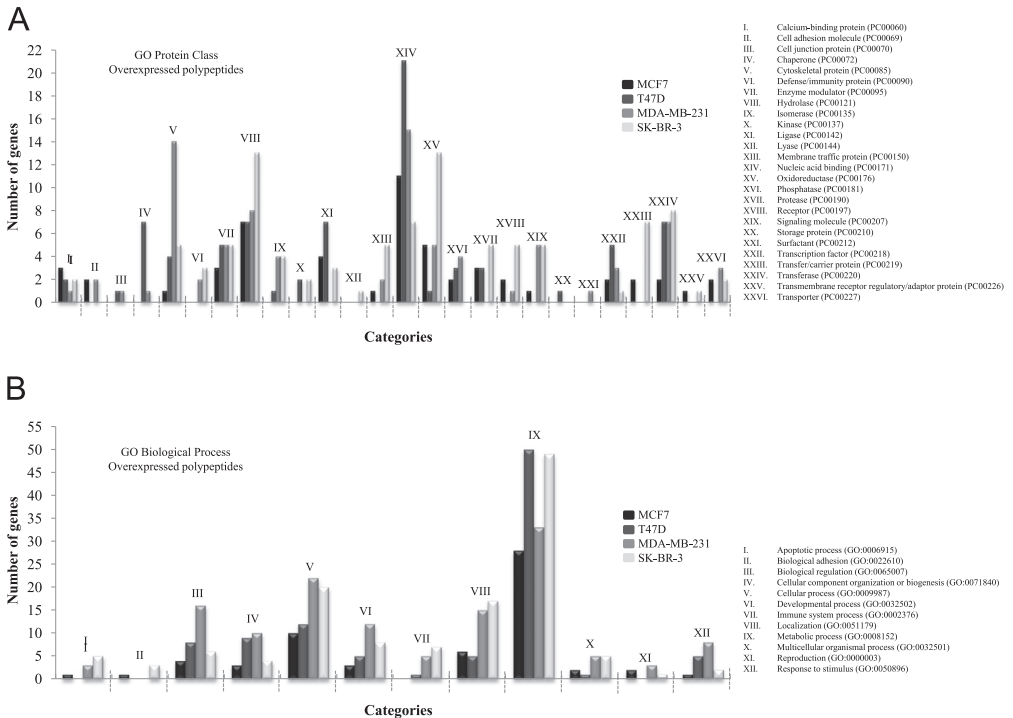 A
GO Protein Class
Overexpressed polypeptides
Number of genes
22
20
18
16
14
12
10
8
6
4
2
0
I
II
III
IV
V
VI
VII
VIII
IX
X
XI
XII
XIII
XIV
XV
XVI
XVII
XVIII
XIX
XX
XXI
XXII
XXIII
XXIV
XXV
XXVI
MCF7
T47D
MDA-MB-231
SK-BR-3
Categories
I. Calcium-binding protein (PC00060)
II. Cell adhesion molecule (PC00069)
III. Cell junction protein (PC00070)
IV. Chaperone (PC00072)
V. Cytoskeletal protein (PC00085)
VI. Defense/immunity protein (PC00090)
VII. Enzyme modulator (PC00095)
VIII. Hydrolase (PC00121)
IX. Isomerase (PC00135)
X. Kinase (PC00137)
XI. Ligase (PC00142)
XII. Lyase (PC00144)
XIII. Membrane traffic protein (PC00150)
XIV. Nucleic acid binding (PC00171)
XV. Oxidoreductase (PC00176)
XVI. Phosphatase (PC00181)
XVII. Protease (PC00190)
XVIII. Receptor (PC00197)
XIX. Signaling molecule (PC00207)
XX. Storage protein (PC00210)
XXI. Surfactant (PC00212)
XXII. Transcription factor (PC00218)
XXIII. Transfer/carrier protein (PC00219)
XXIV. Transferase (PC00220)
XXV. Transmembrane receptor regulatory/adaptor protein (PC00226)
XXVI. Transporter (PC00227)
B
GO Biological Process
Overexpressed polypeptides
Number of genes
55
50
45
40
35
30
25
20
15
10
5
0
I
II
III
IV
V
VI
VII
VIII
IX
X
XI
XII
MCF7
T47D
MDA-MB-231
SK-BR-3
Categories
I. Apoptotic process (GO:0006915)
II. Biological adhesion (GO:0022610)
III. Biological regulation (GO:0065007)
IV. Cellular component organization or biogenesis (GO:0071840)
V. Cellular process (GO:0009987)
VI. Developmental process (GO:0032502)
VII. Immune system process (GO:0002376)
VIII. Localization (GO:0051179)
IX. Metabolic process (GO:0008152)
X. Multicellular organismal process (GO:0032501)
XI. Reproduction (GO:0000003)
XII. Response to stimulus (GO:0050896)